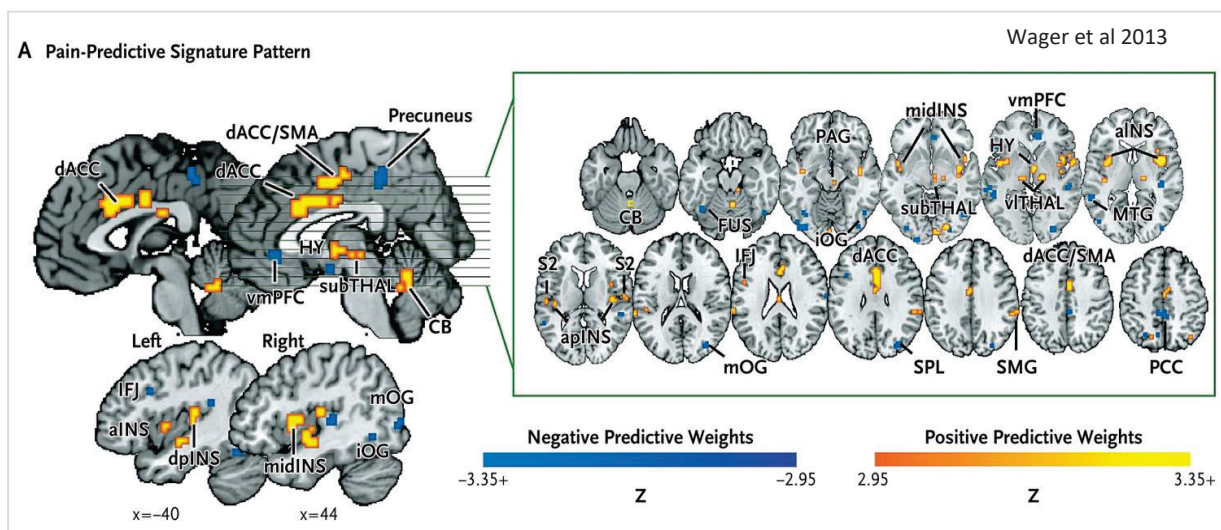 Wager et al 2013
A Pain-Predictive Signature Pattern
Precuneus
dACC/SMA
dACC
dACC
HY
vmPFC
subTHAL
CB
Left
Right
IFJ
aINS
dpINS
midINS
mOG
iOG
x=−40
x=44
midINS
vmPFC
PAG
HY
aINS
CB
FUS
iOG
subTHAL
vlTHAL
MTG
S2
S2
IFJ
dACC
dACC/SMA
apINS
mOG
SPL
SMG
PCC
Negative Predictive Weights
−3.35+
−2.95
Z
Positive Predictive Weights
2.95
3.35+
Z